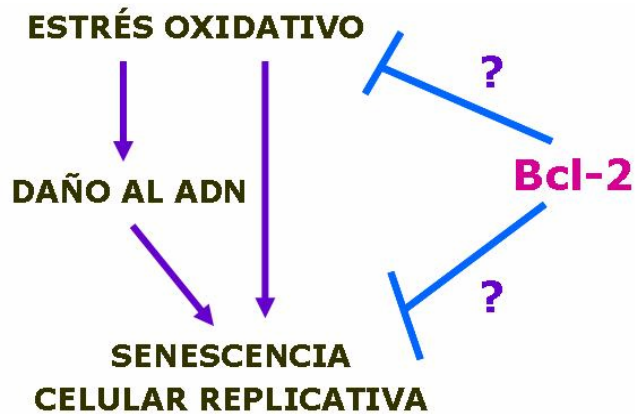 ESTRÉS OXIDATIVO
?
Bcl-2
DAÑO AL ADN
?
SENESCENCIA
CELULAR REPLICATIVA